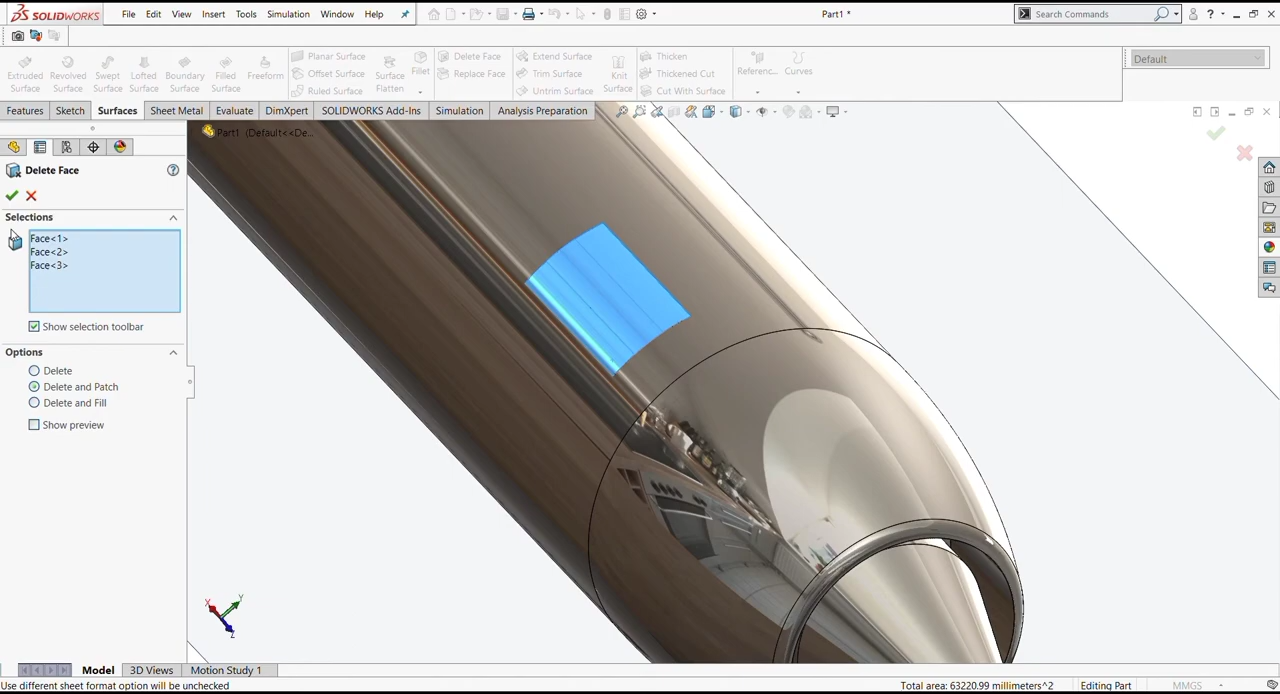 SOLIDWORKS File Edit View Insert Tools Simulation Window Help Part1 * Search Commands ?
Planar Surface Delete Face Extend Surface Thicken Default
Extruded Surface Revolved Surface Swept Surface Lofted Surface Boundary Surface Filled Surface Freeform Offset Surface Surface Flatten Fillet Replace Face Trim Surface Knit Surface Thickened Cut Referenc... Curves
Ruled Surface Untrim Surface Cut With Surface
Features Sketch Surfaces Sheet Metal Evaluate DimXpert SOLIDWORKS Add-Ins Simulation Analysis Preparation
Part1 (Default<<De...
Delete Face ?
Selections
Face<1>
Face<2>
Face<3>
Show selection toolbar
Options
Delete
Delete and Patch
Delete and Fill
Show preview
X Y
Z
Model 3D Views Motion Study 1
Use different sheet format option will be unchecked Total area: 63220.99 millimeters^2 Editing Part MMGS